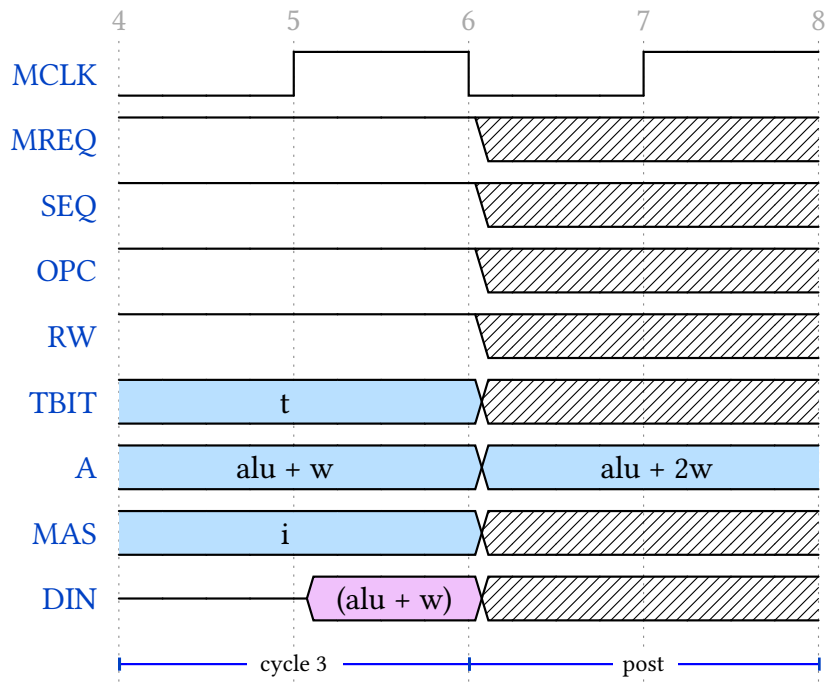 4 5 6 7 8
MCLK
MREQ
SEQ
OPC
RW
TBIT t
A alu + w alu + 2w
MAS i
DIN (alu + w)
cycle 3 post